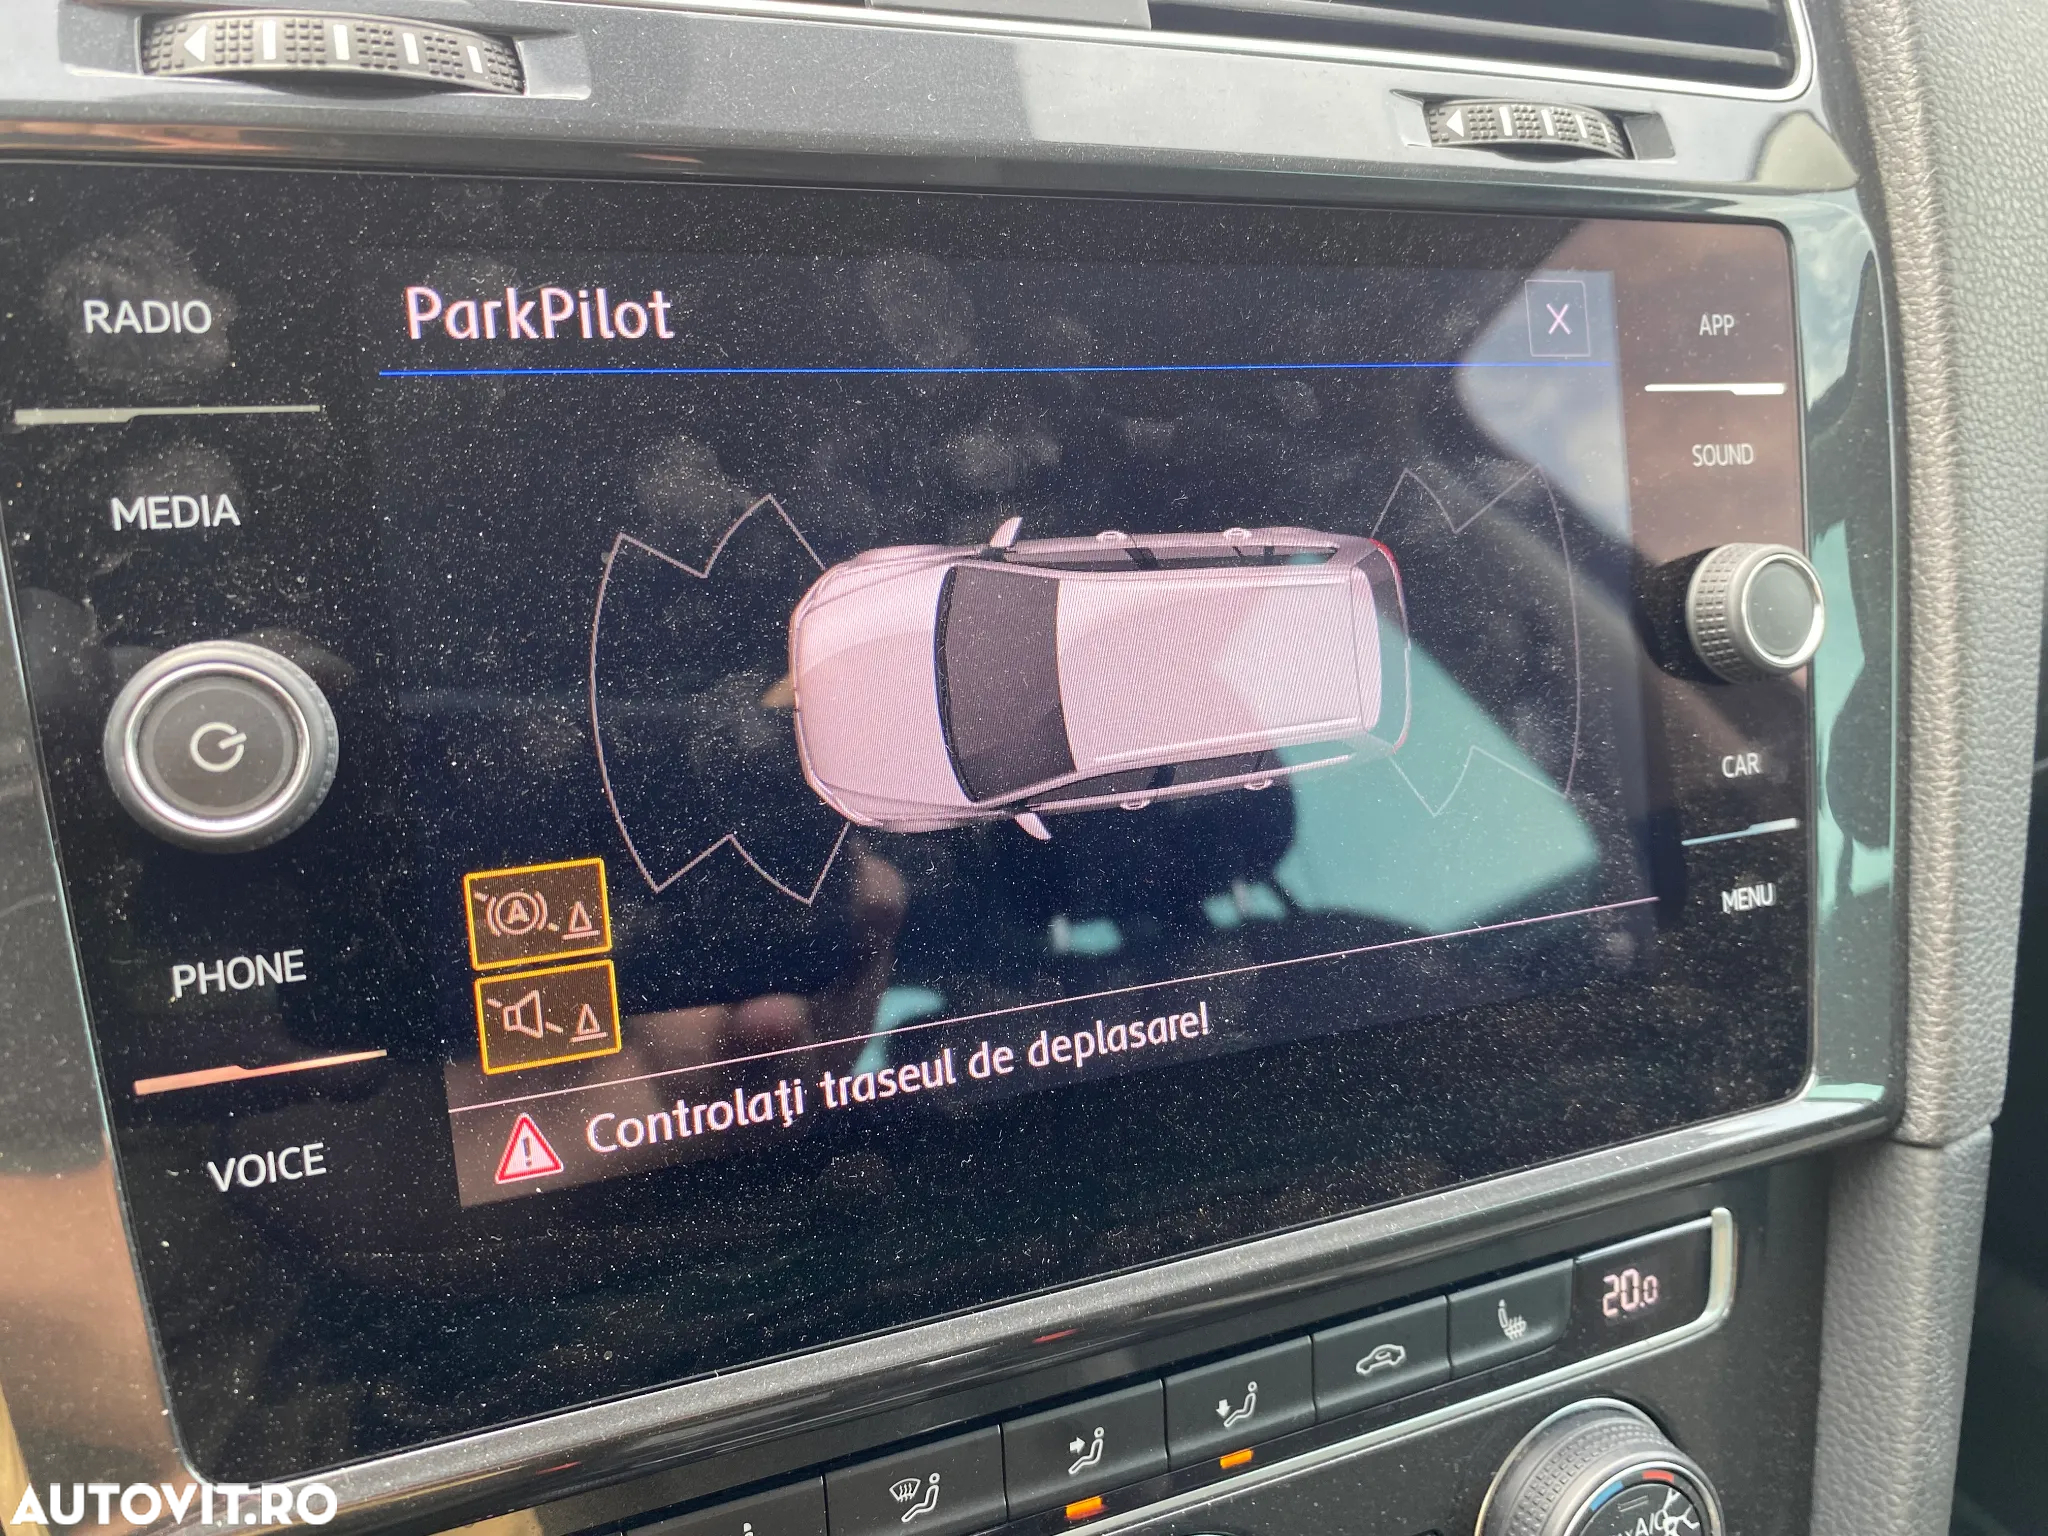 RADIO
ParkPilot
X
APP
MEDIA
SOUND
CAR
MENU
A
PHONE
Controlaţi traseul de deplasare!
VOICE
20.0
AUTOVIT.RO